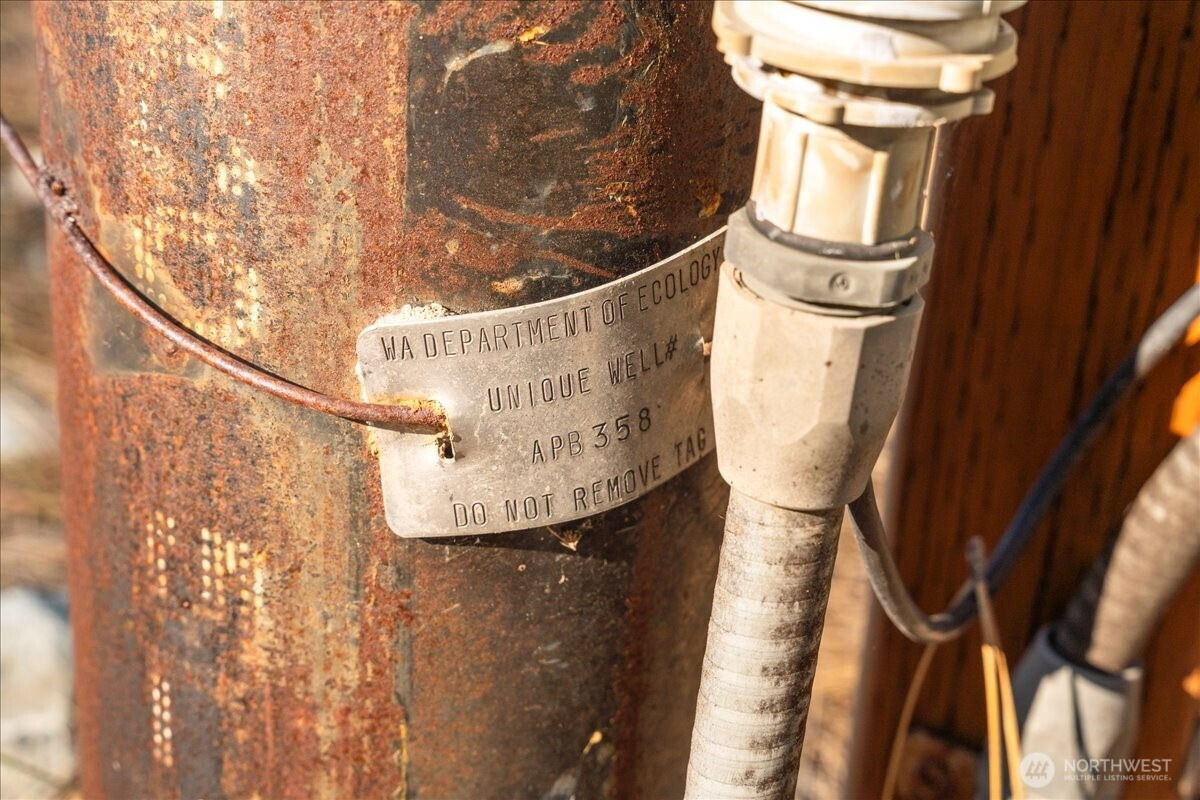 WA DEPARTMENT OF ECOLOGY
UNIQUE WELL#
APB 358
DO NOT REMOVE TAG
NORTHWEST
MULTIPLE LISTING SERVICE®